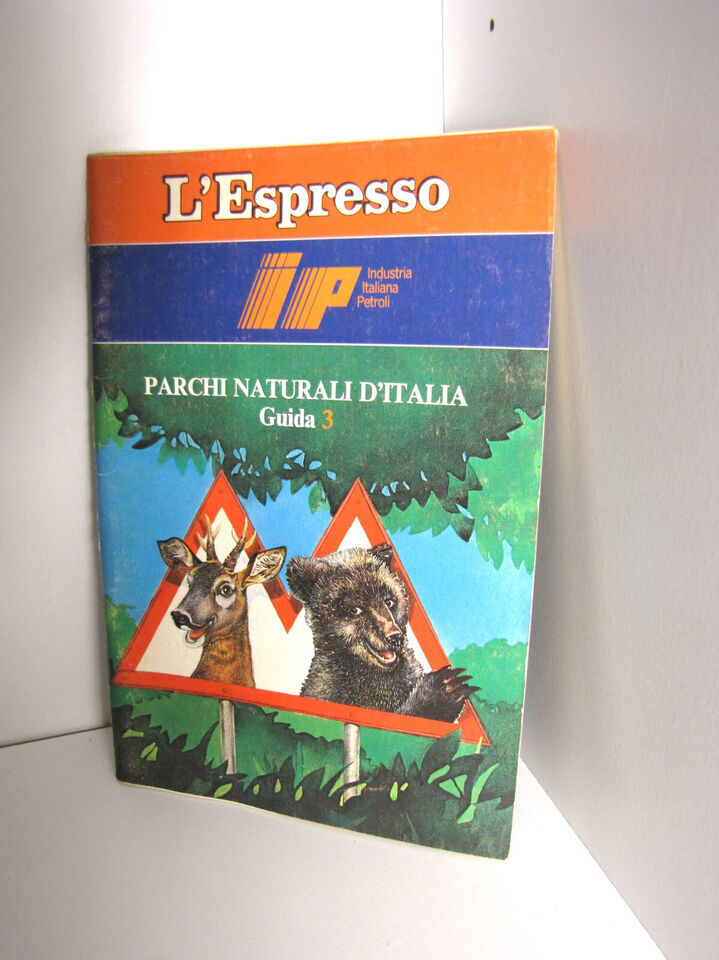 L'Espresso
IP Industria
Italiana
Petroli
PARCHI NATURALI D'ITALIA
Guida 3